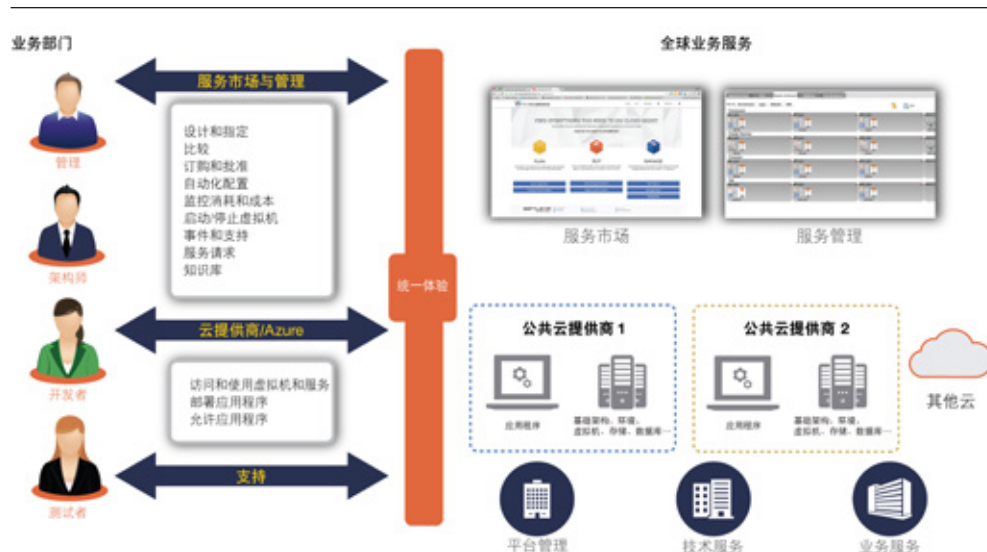 业务部门
全球业务服务
服务市场与管理
管理
设计和指定
比较
订购和批准
自动化配置
监控消耗和成本
启动/停止虚拟机
事件和支持
服务请求
知识库
架构师
服务市场
服务管理
统一体验
云提供商/Azure
开发者
访问和使用虚拟机和服务
部署应用程序
允许应用程序
公共云提供商 1
应用程序
基础架构、环境、
虚拟机、存储、数据库…
公共云提供商 2
应用程序
基础架构、环境、
虚拟机、存储、数据库…
其他云
支持
测试者
平台管理
技术服务
业务服务